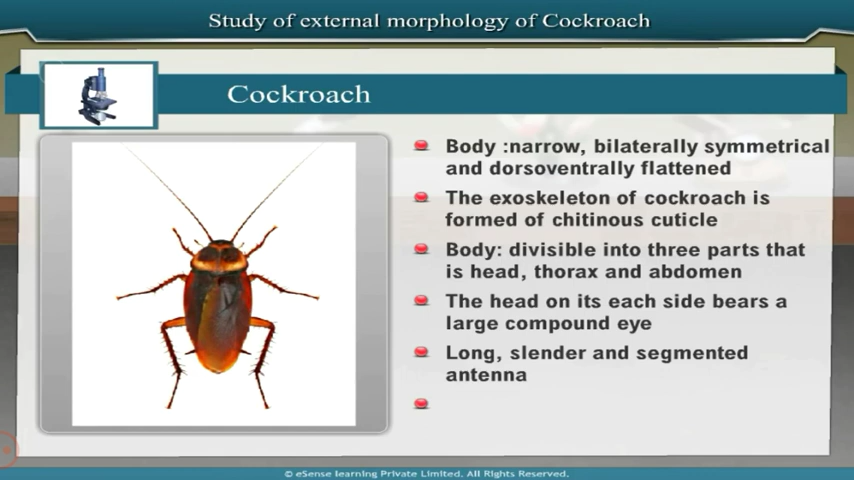 Study of external morphology of Cockroach
Cockroach
Body :narrow, bilaterally symmetrical
and dorsoventrally flattened
The exoskeleton of cockroach is
formed of chitinous cuticle
Body: divisible into three parts that
is head, thorax and abdomen
The head on its each side bears a
large compound eye
Long, slender and segmented
antenna
© eSense learning Private Limited. All Rights Reserved.